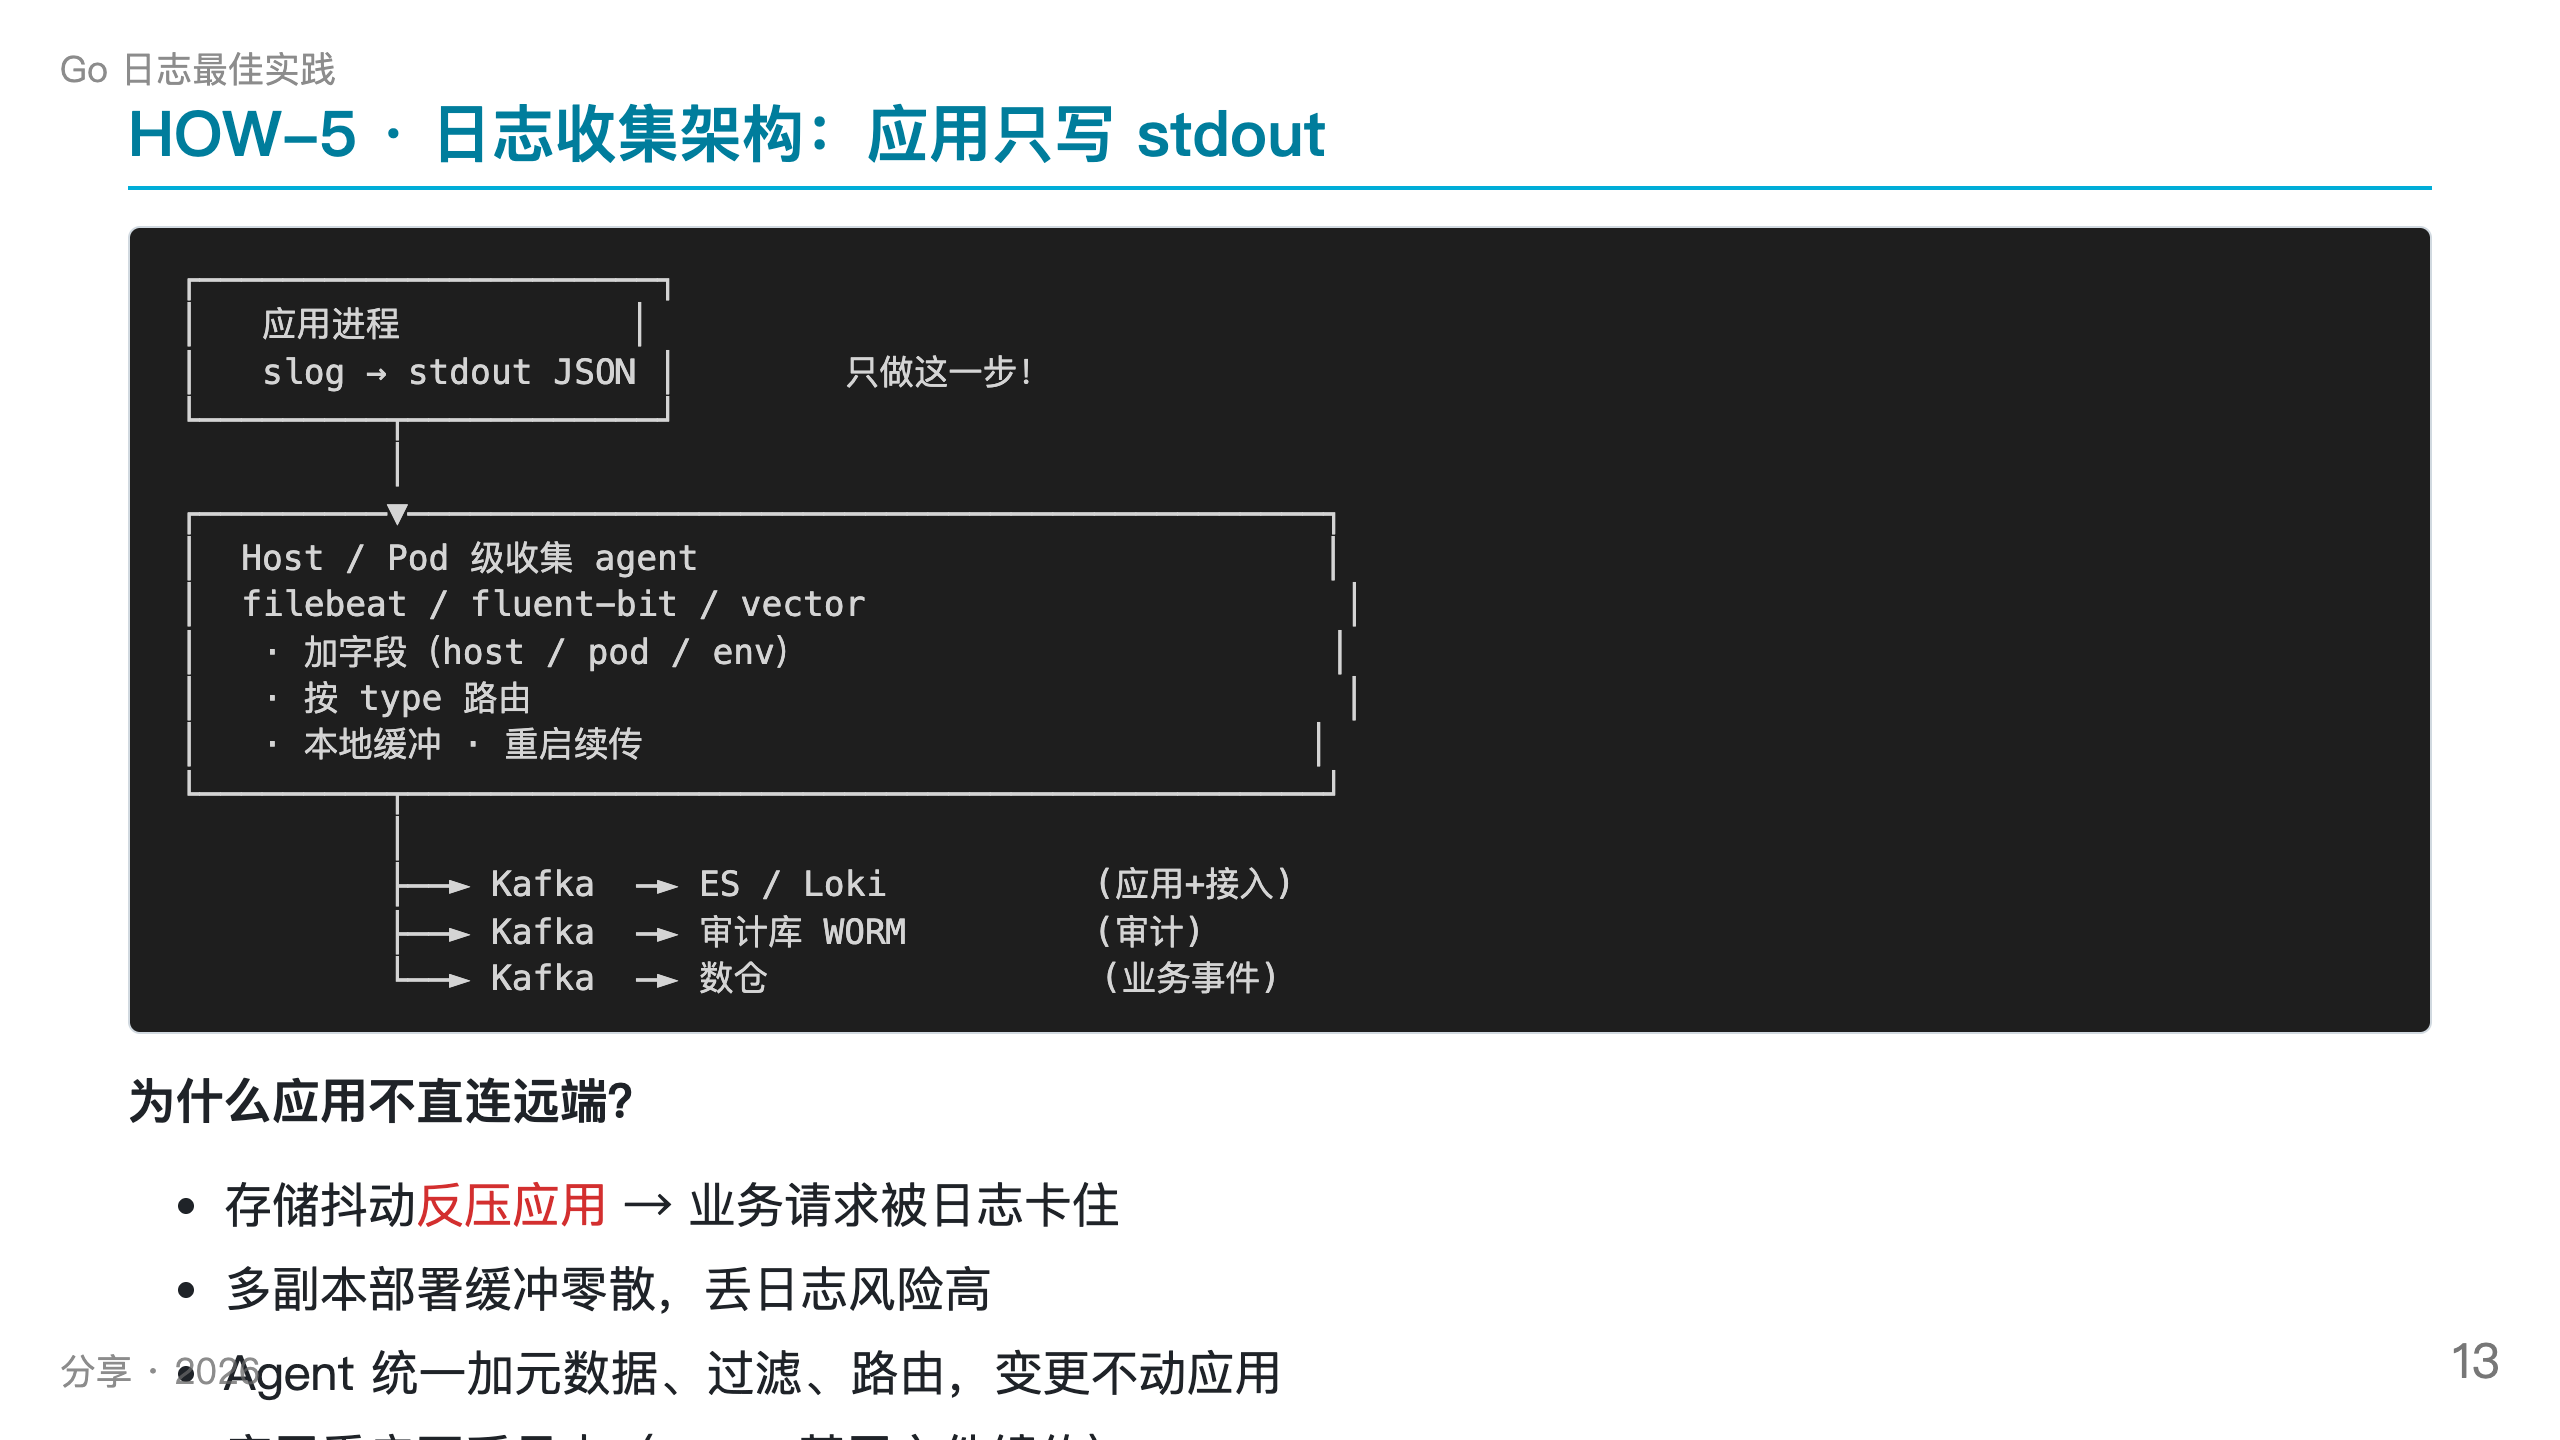 Go 日志最佳实践
HOW-5 · 日志收集架构：应用只写 stdout
应用进程
slog → stdout JSON 只做这一步！
Host / Pod 级收集 agent
filebeat / fluent-bit / vector
· 加字段（host / pod / env）
· 按 type 路由
· 本地缓冲 · 重启续传
Kafka → ES / Loki （应用+接入）
Kafka → 审计库 WORM （审计）
Kafka → 数仓 （业务事件）
为什么应用不直连远端？
• 存储抖动反压应用 → 业务请求被日志卡住
• 多副本部署缓冲零散，丢日志风险高
• Agent 统一加元数据、过滤、路由，变更不动应用
分享 · 2026
13